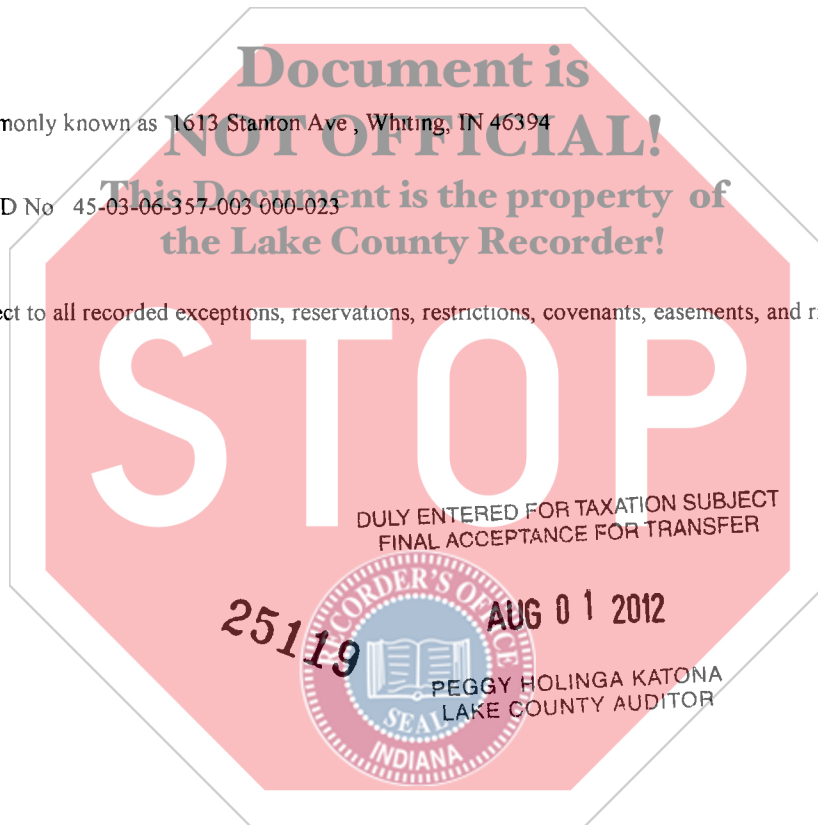 Document is
monly known as 1613 Stanton Ave , Whiting, IN 46394
NOT OFFICIAL!
This Document is the property of
D No 45-03-06-357-003 000-023
the Lake County Recorder!
ect to all recorded exceptions, reservations, restrictions, covenants, easements, and r
STOP
DULY ENTERED FOR TAXATION SUBJECT
FINAL ACCEPTANCE FOR TRANSFER
25119
AUG 0 1 2012
PEGGY HOLINGA KATONA
LAKE COUNTY AUDITOR
RECORDER'S OFFICE
SEAL
INDIANA